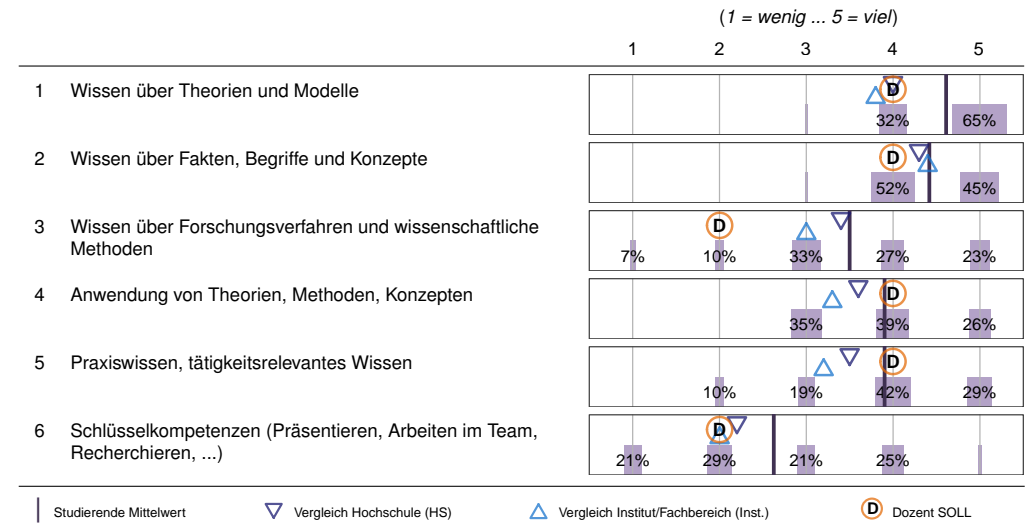 (1 = wenig ... 5 = viel)
1 2 3 4 5
1 Wissen über Theorien und Modelle
D
32% 65%
2 Wissen über Fakten, Begriffe und Konzepte
D
52% 45%
3 Wissen über Forschungsverfahren und wissenschaftliche
Methoden
D
7% 10% 33% 27% 23%
4 Anwendung von Theorien, Methoden, Konzepten
D
35% 39% 26%
5 Praxiswissen, tätigkeitsrelevantes Wissen
D
10% 19% 42% 29%
6 Schlüsselkompetenzen (Präsentieren, Arbeiten im Team,
Recherchieren, ...)
D
21% 29% 21% 25%
Studierende Mittelwert Vergleich Hochschule (HS) Vergleich Institut/Fachbereich (Inst.) D Dozent SOLL